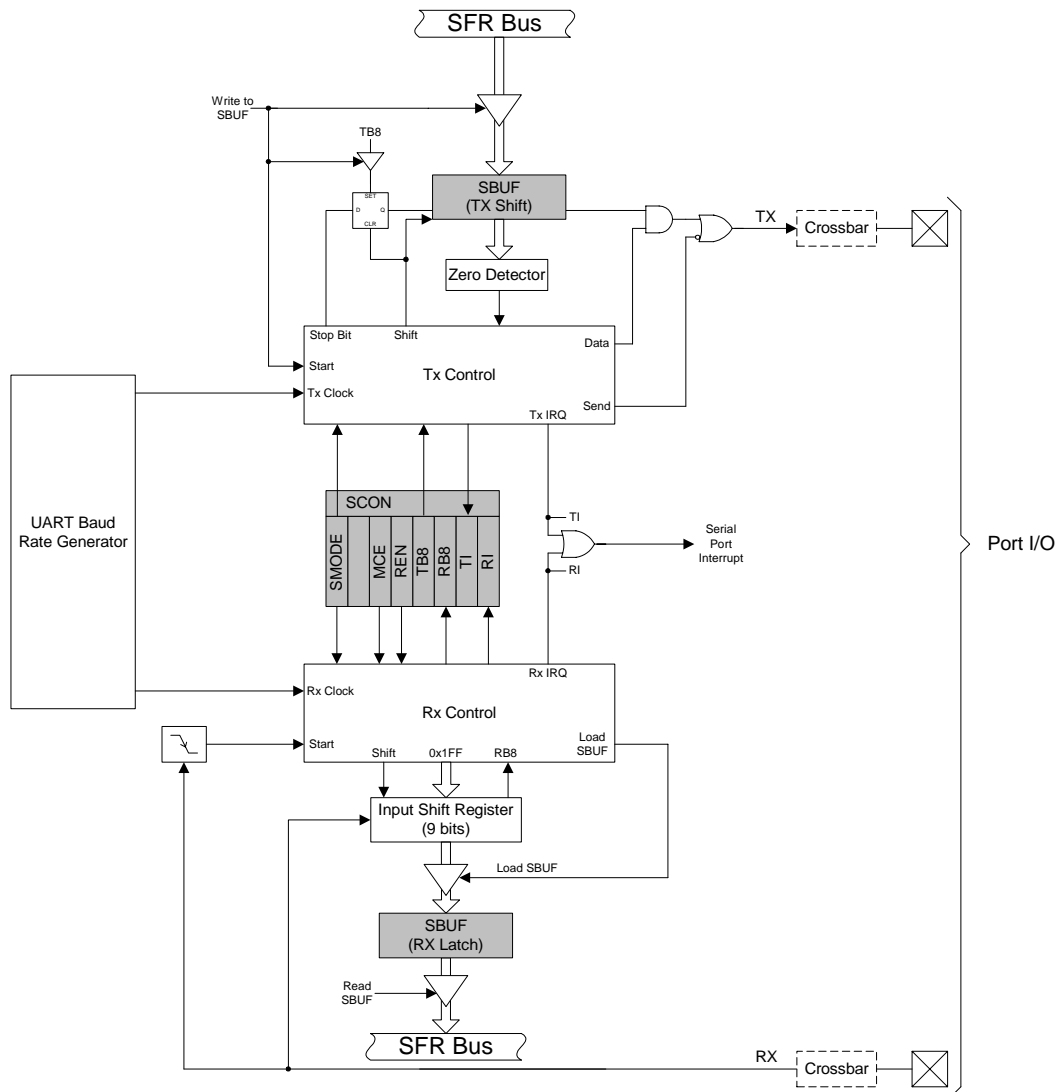 SFR Bus
Write to
SBUF
TB8
SET
D
Q
CLR
SBUF
(TX Shift)
TX
Crossbar
Zero Detector
Stop Bit
Shift
Data
Start
Tx Control
Tx Clock
Send
Tx IRQ
UART Baud
Rate Generator
SCON
SMODE
MCE
REN
TB8
RB8
TI
RI
TI
RI
Serial
Port
Interrupt
Port I/O
Rx IRQ
Rx Clock
Rx Control
Start
Load
SBUF
Shift
0x1FF
RB8
Input Shift Register
(9 bits)
Load SBUF
SBUF
(RX Latch)
Read
SBUF
SFR Bus
RX
Crossbar